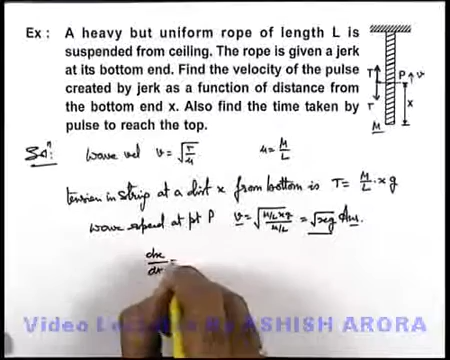 Ex : A heavy but uniform rope of length L is
suspended from ceiling. The rope is given a jerk
at its bottom end. Find the velocity of the pulse
created by jerk as a function of distance from
the bottom end x. Also find the time taken by
pulse to reach the top.
T P v
T x
M
Solⁿ: Wave vel v = √(T/μ) μ = M/L
tension in strip at a dist x from bottom is T = M/L . x g
wave speed at pt P v = √((M/L xg)/(M/L)) = √xg Ans.
dx/dt =
Video Lectures by ASHISH ARORA